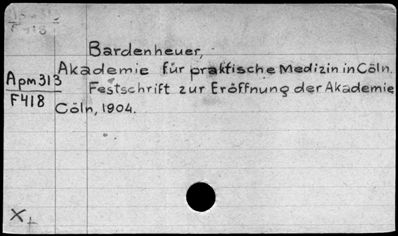 Bardenheuer,
Akademie für praktische Medizin in Cöln.
Apm313
Festschrift zur Eröffnung der Akademie
F418
Cöln, 1904.
X